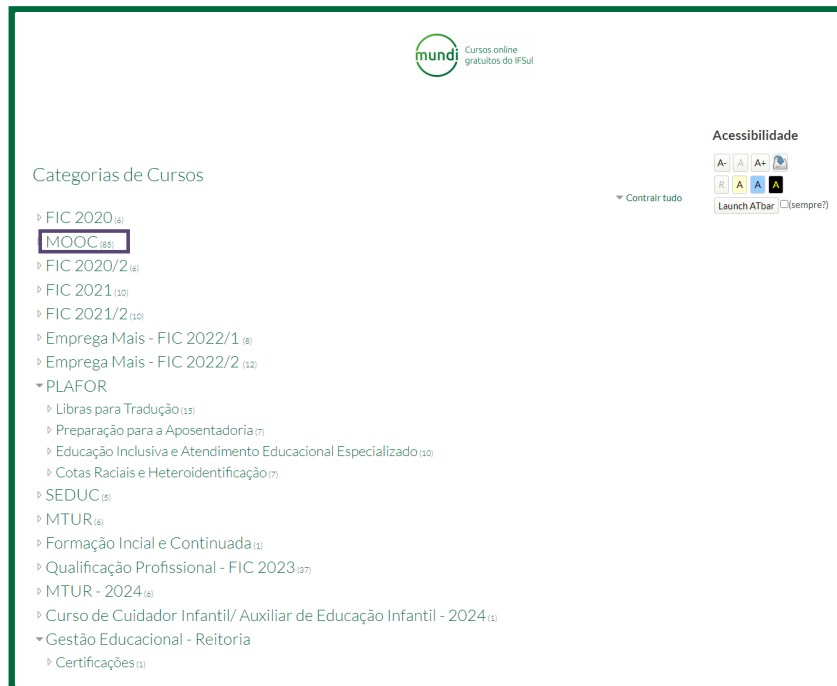 mundi Cursos online
gratuitos do IFSul
Acessibilidade
A- A A+
R A A A
Launch ATbar (sempre?)
Categorias de Cursos
Contrair tudo
FIC 2020 (6)
MOOC (85)
FIC 2020/2 (6)
FIC 2021 (10)
FIC 2021/2 (10)
Emprega Mais - FIC 2022/1 (8)
Emprega Mais - FIC 2022/2 (12)
PLAFOR
Libras para Tradução (15)
Preparação para a Aposentadoria (7)
Educação Inclusiva e Atendimento Educacional Especializado (10)
Cotas Raciais e Heteroidentificação (7)
SEDUC (5)
MTUR (6)
Formação Incial e Continuada (1)
Qualificação Profissional - FIC 2023 (37)
MTUR - 2024 (6)
Curso de Cuidador Infantil/ Auxiliar de Educação Infantil - 2024 (1)
Gestão Educacional - Reitoria
Certificações (1)